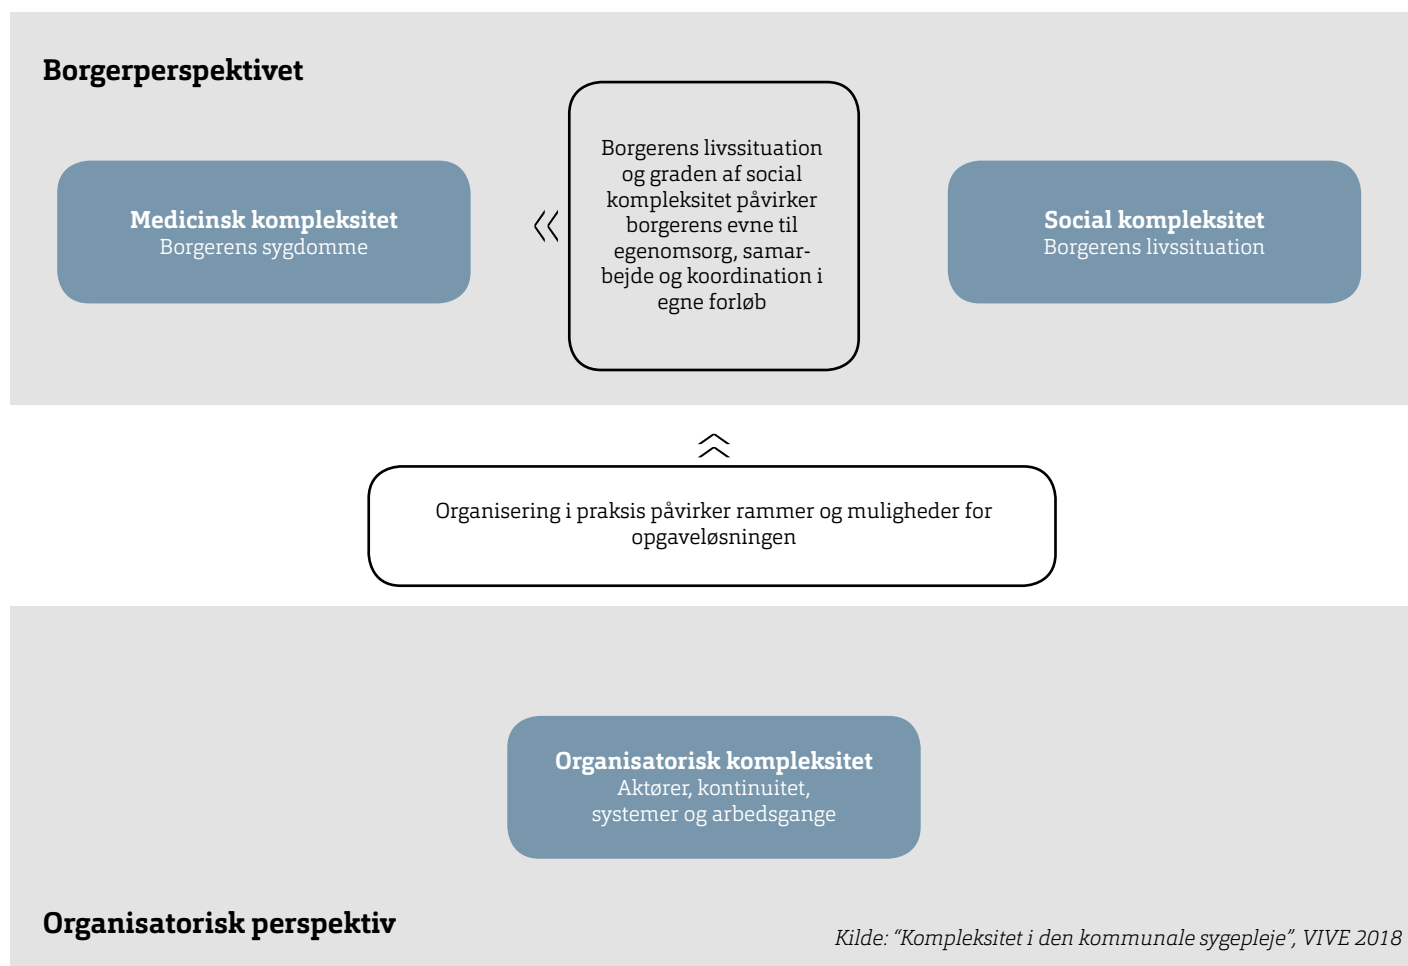 Borgerperspektivet
Medicinsk kompleksitet
Borgerens sygdomme
Borgerens livssituation
og graden af social
kompleksitet påvirker
borgerens evne til
egenomsorg, samar-
bejde og koordination i
egne forløb
Social kompleksitet
Borgerens livssituation
Organisering i praksis påvirker rammer og muligheder for
opgaveløsningen
Organisatorisk kompleksitet
Aktører, kontinuitet,
systemer og arbedsgange
Organisatorisk perspektiv
Kilde: “Kompleksitet i den kommunale sygepleje”, VIVE 2018